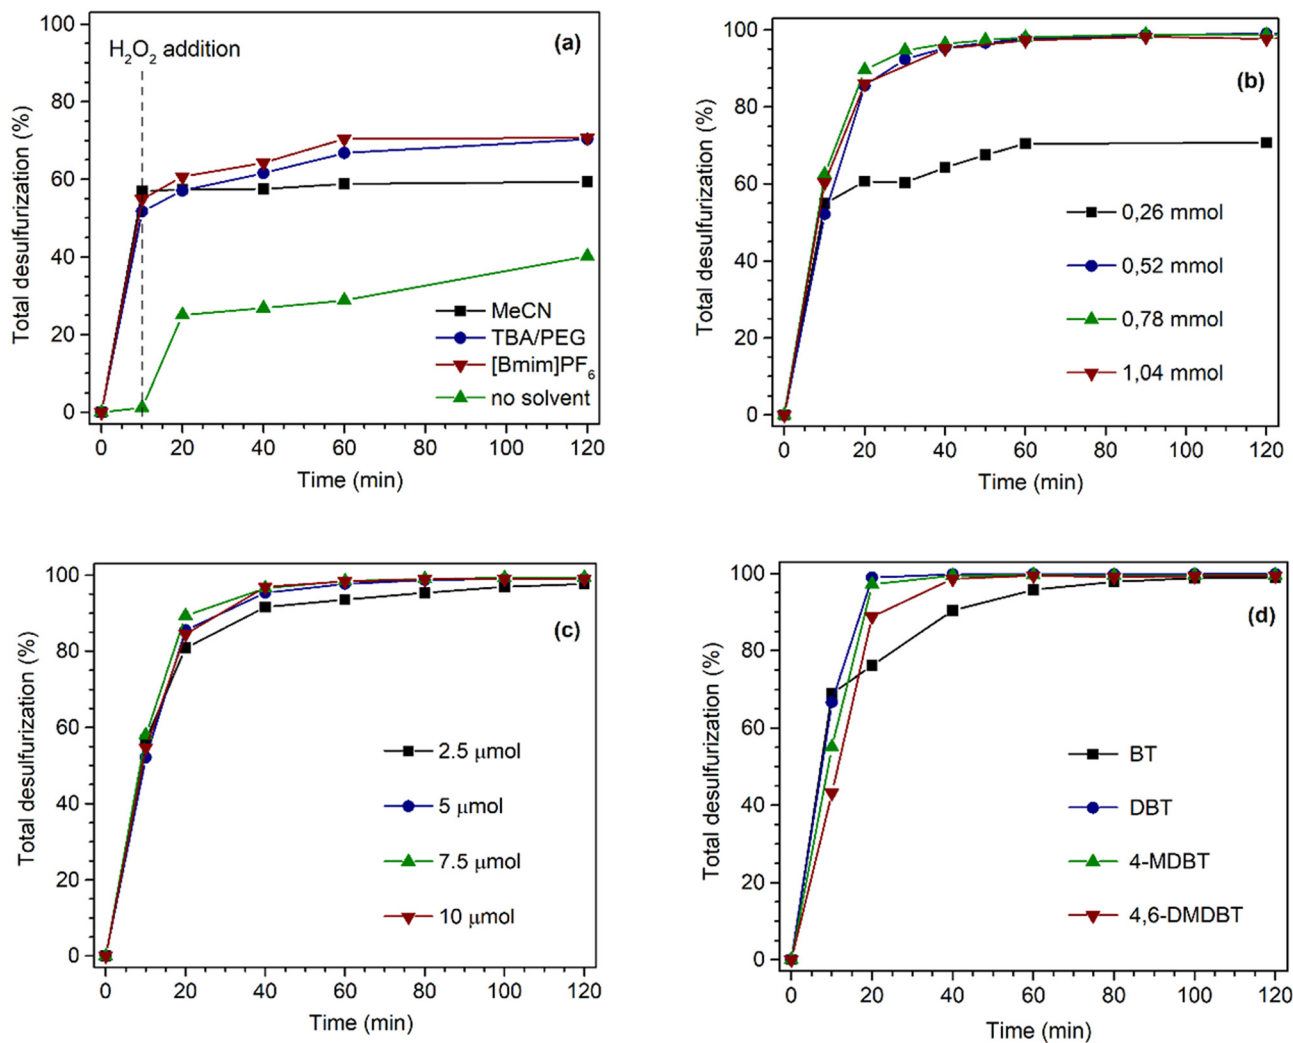 (a)
H₂O₂ addition
Total desulfurization (%)
100
80
60
40
20
0
MeCN
TBA/PEG
[Bmim]PF₆
no solvent
0 20 40 60 80 100 120
Time (min)
(b)
Total desulfurization (%)
100
80
60
40
20
0
0,26 mmol
0,52 mmol
0,78 mmol
1,04 mmol
0 20 40 60 80 100 120
Time (min)
(c)
Total desulfurization (%)
100
80
60
40
20
0
2.5 μmol
5 μmol
7.5 μmol
10 μmol
0 20 40 60 80 100 120
Time (min)
(d)
Total desulfurization (%)
100
80
60
40
20
0
BT
DBT
4-MDBT
4,6-DMDBT
0 20 40 60 80 100 120
Time (min)